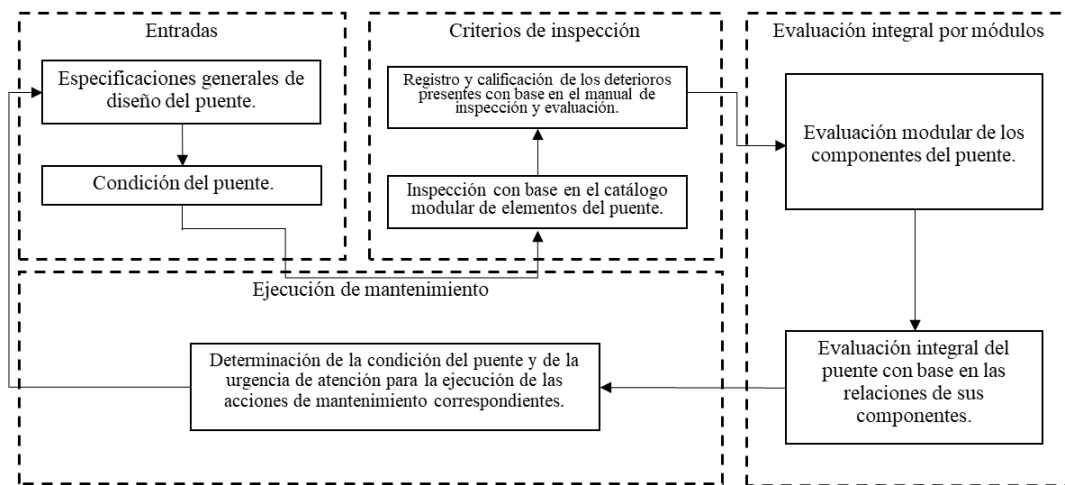 Entradas
Especificaciones generales de
diseño del puente.
Condición del puente.
Criterios de inspección
Registro y calificación de los deterioros
presentes con base en el manual de
inspección y evaluación.
Inspección con base en el catálogo
modular de elementos del puente.
Evaluación integral por módulos
Evaluación modular de los
componentes del puente.
Evaluación integral del
puente con base en las
relaciones de sus
componentes.
Ejecución de mantenimiento
Determinación de la condición del puente y de la
urgencia de atención para la ejecución de las
acciones de mantenimiento correspondientes.